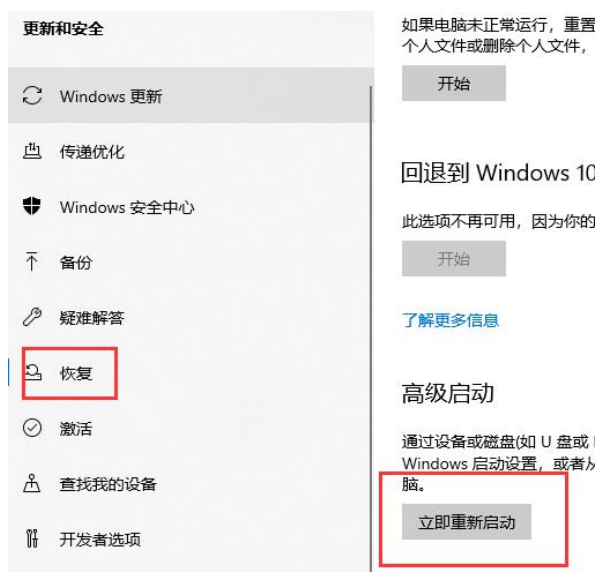 更新和安全
Windows 更新
传递优化
Windows 安全中心
备份
疑难解答
恢复
激活
查找我的设备
开发者选项
如果电脑未正常运行，重置
个人文件或删除个人文件，
开始
回退到 Windows 10
此选项不再可用，因为你的
开始
了解更多信息
高级启动
通过设备或磁盘(如 U 盘或
Windows 启动设置，或者从
脑。
立即重新启动